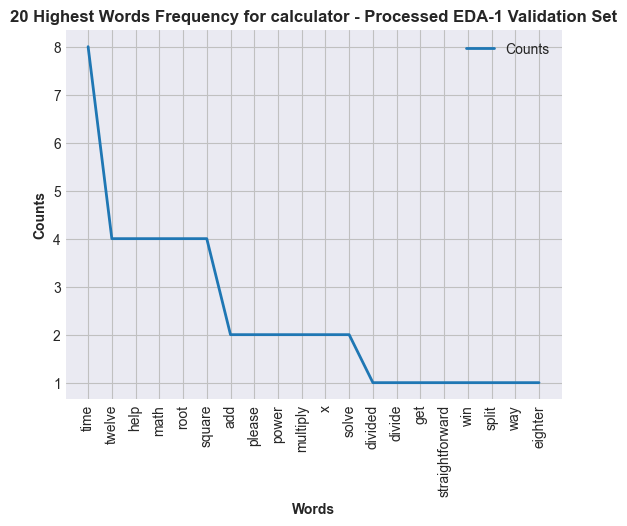 20 Highest Words Frequency for calculator - Processed EDA-1 Validation Set
Counts
8
7
6
5
4
3
2
1
Counts
time
twelve
help
math
root
square
add
please
power
multiply
x
solve
divided
divide
get
straightforward
win
split
way
eighter
Words